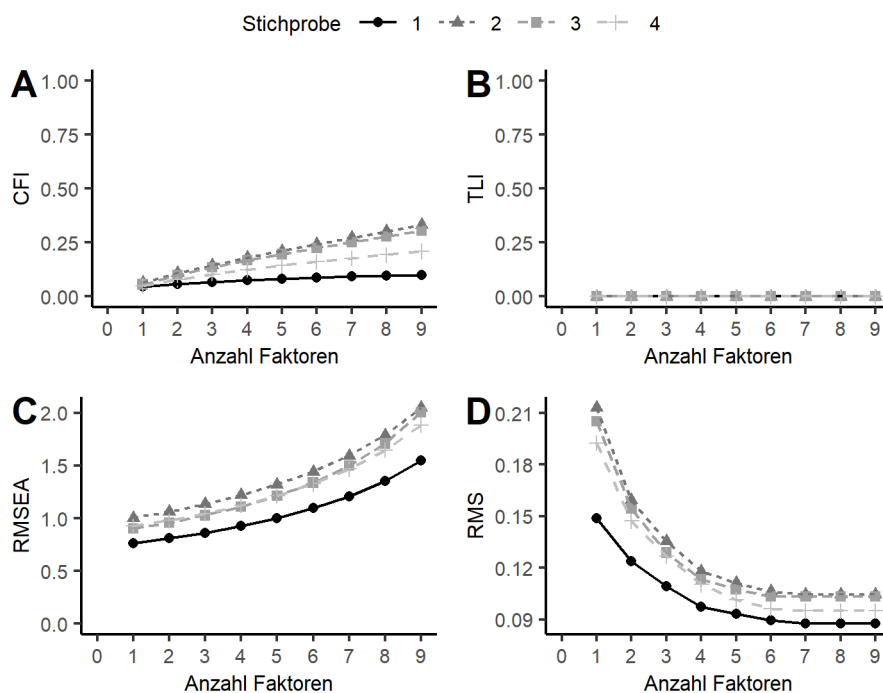 Stichprobe 1 2 3 4
A
CFI
1.00
0.75
0.50
0.25
0.00
0 1 2 3 4 5 6 7 8 9
Anzahl Faktoren
B
TLI
1.00
0.75
0.50
0.25
0.00
0 1 2 3 4 5 6 7 8 9
Anzahl Faktoren
C
RMSEA
2.0
1.5
1.0
0.5
0.0
0 1 2 3 4 5 6 7 8 9
Anzahl Faktoren
D
RMS
0.21
0.18
0.15
0.12
0.09
0 1 2 3 4 5 6 7 8 9
Anzahl Faktoren